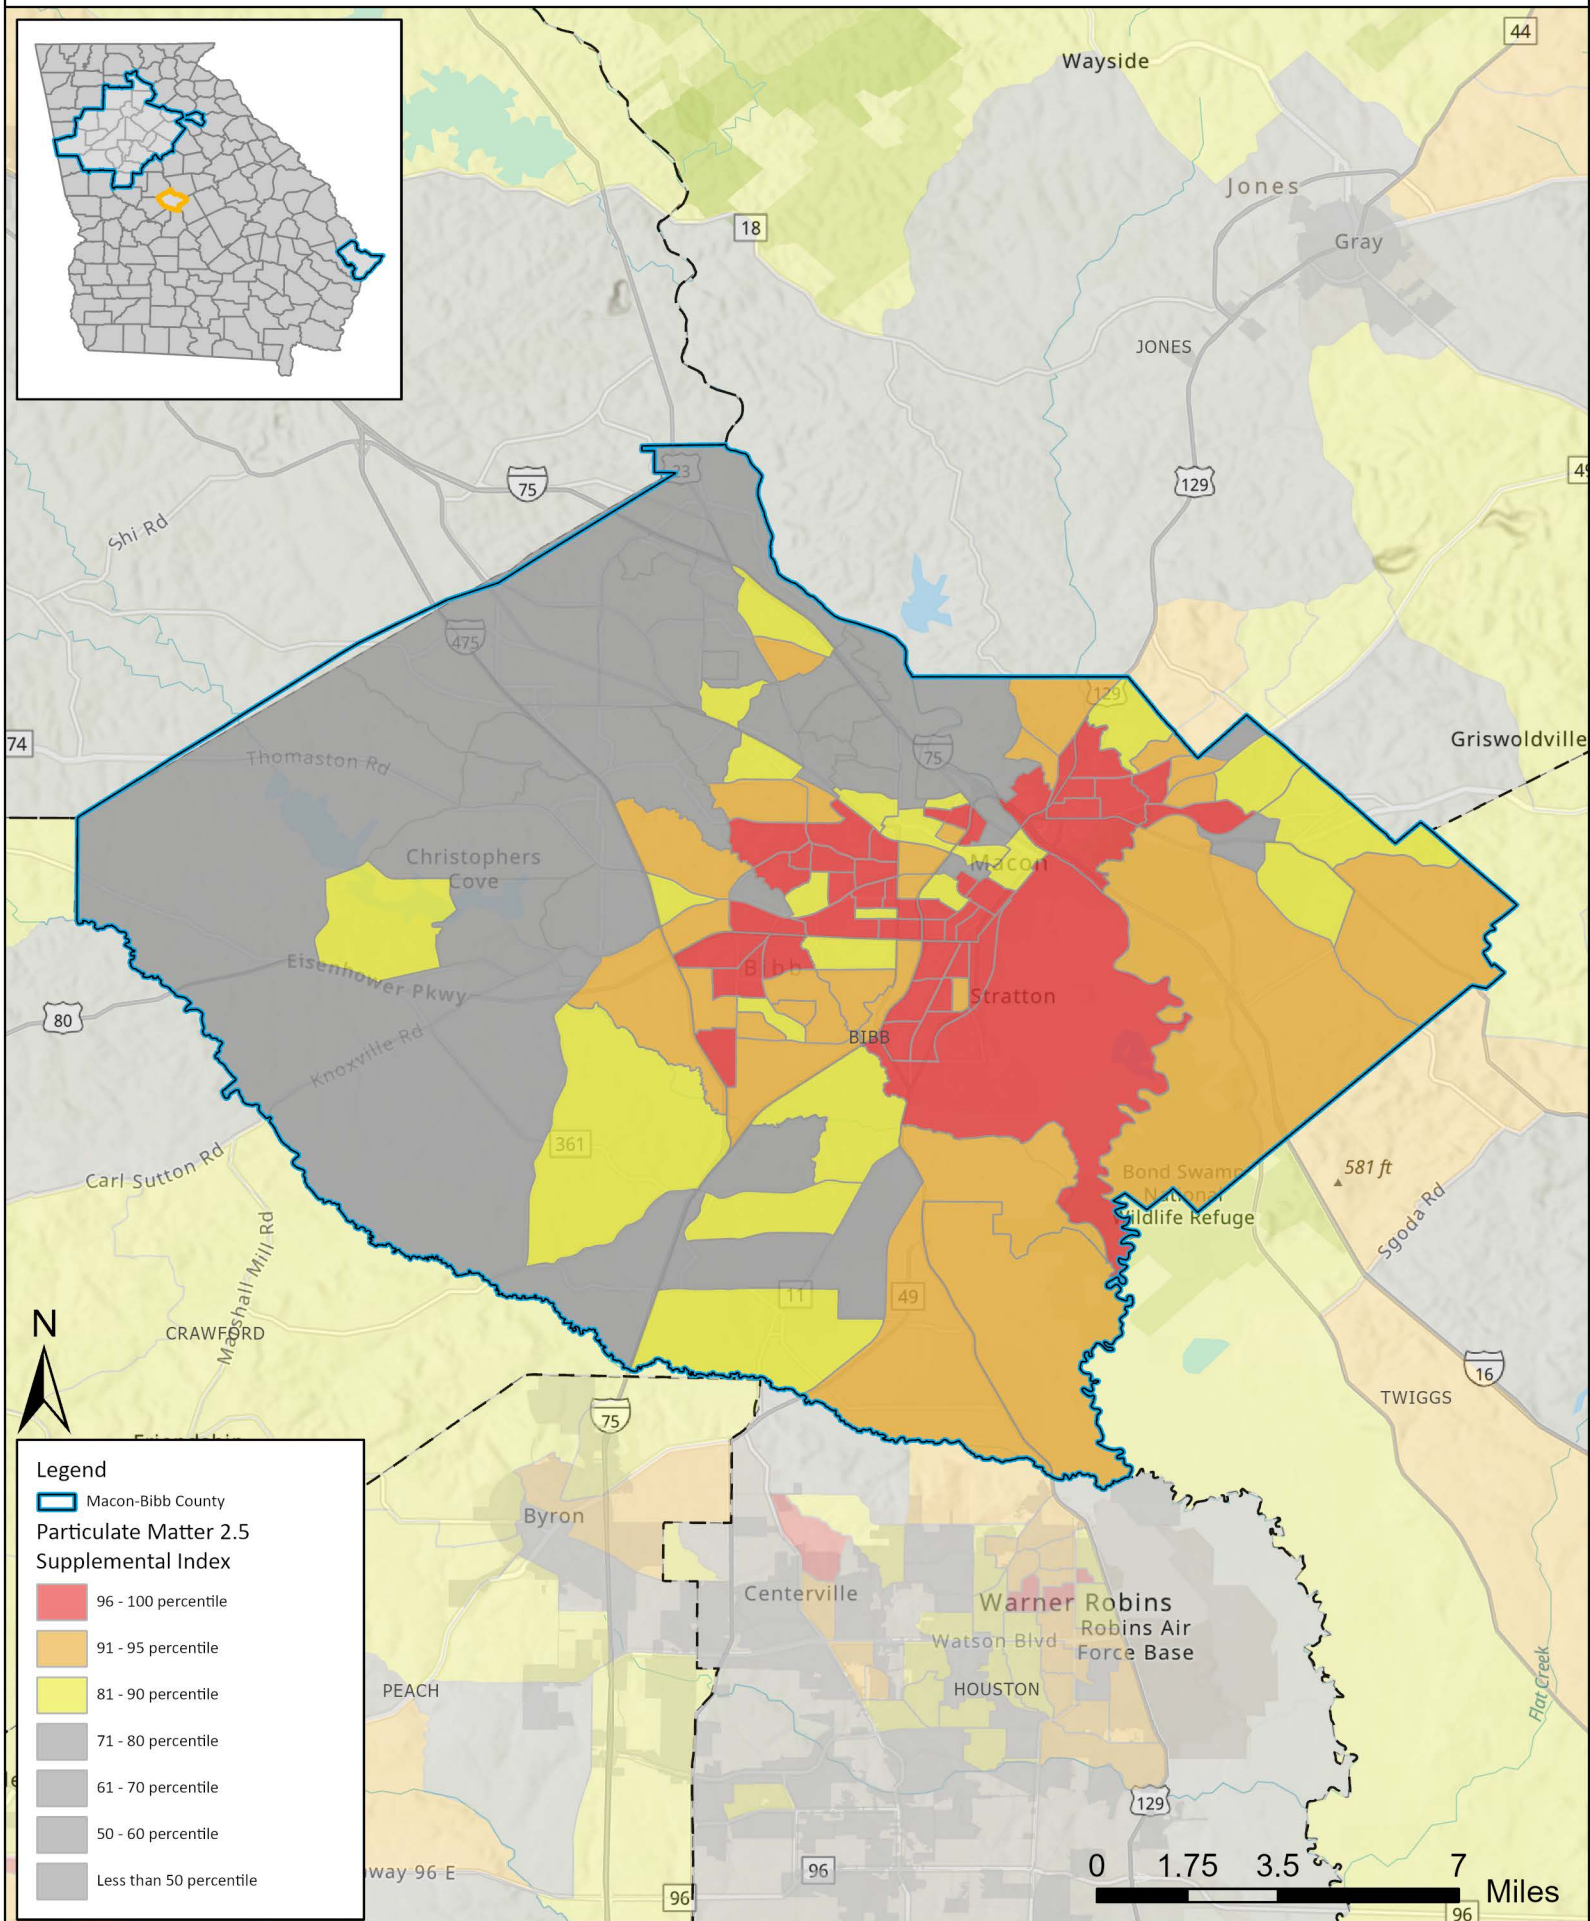 44
Wayside
Jones
18
Gray
JONES
23
75
129
Shi Rd
475
129
74
Thomaston Rd
75
Griswoldville
Christophers
Cove
Macon
Eisenhower Pkwy
Bibb
Stratton
80
BIBB
Knoxville Rd
361
Carl Sutton Rd
581 ft
Bond Swamp
National
Wildlife Refuge
Sgoda Rd
Marshall Mill Rd
11
49
N
CRAWFORD
16
TWIGGS
75
Byron
Centerville
Warner Robins
Robins Air
Force Base
Watson Blvd
HOUSTON
PEACH
Flat Creek
129
96
96
96
Legend
Macon-Bibb County
Particulate Matter 2.5
Supplemental Index
96 - 100 percentile
91 - 95 percentile
81 - 90 percentile
71 - 80 percentile
61 - 70 percentile
50 - 60 percentile
Less than 50 percentile
way 96 E
0 1.75 3.5 7
Miles